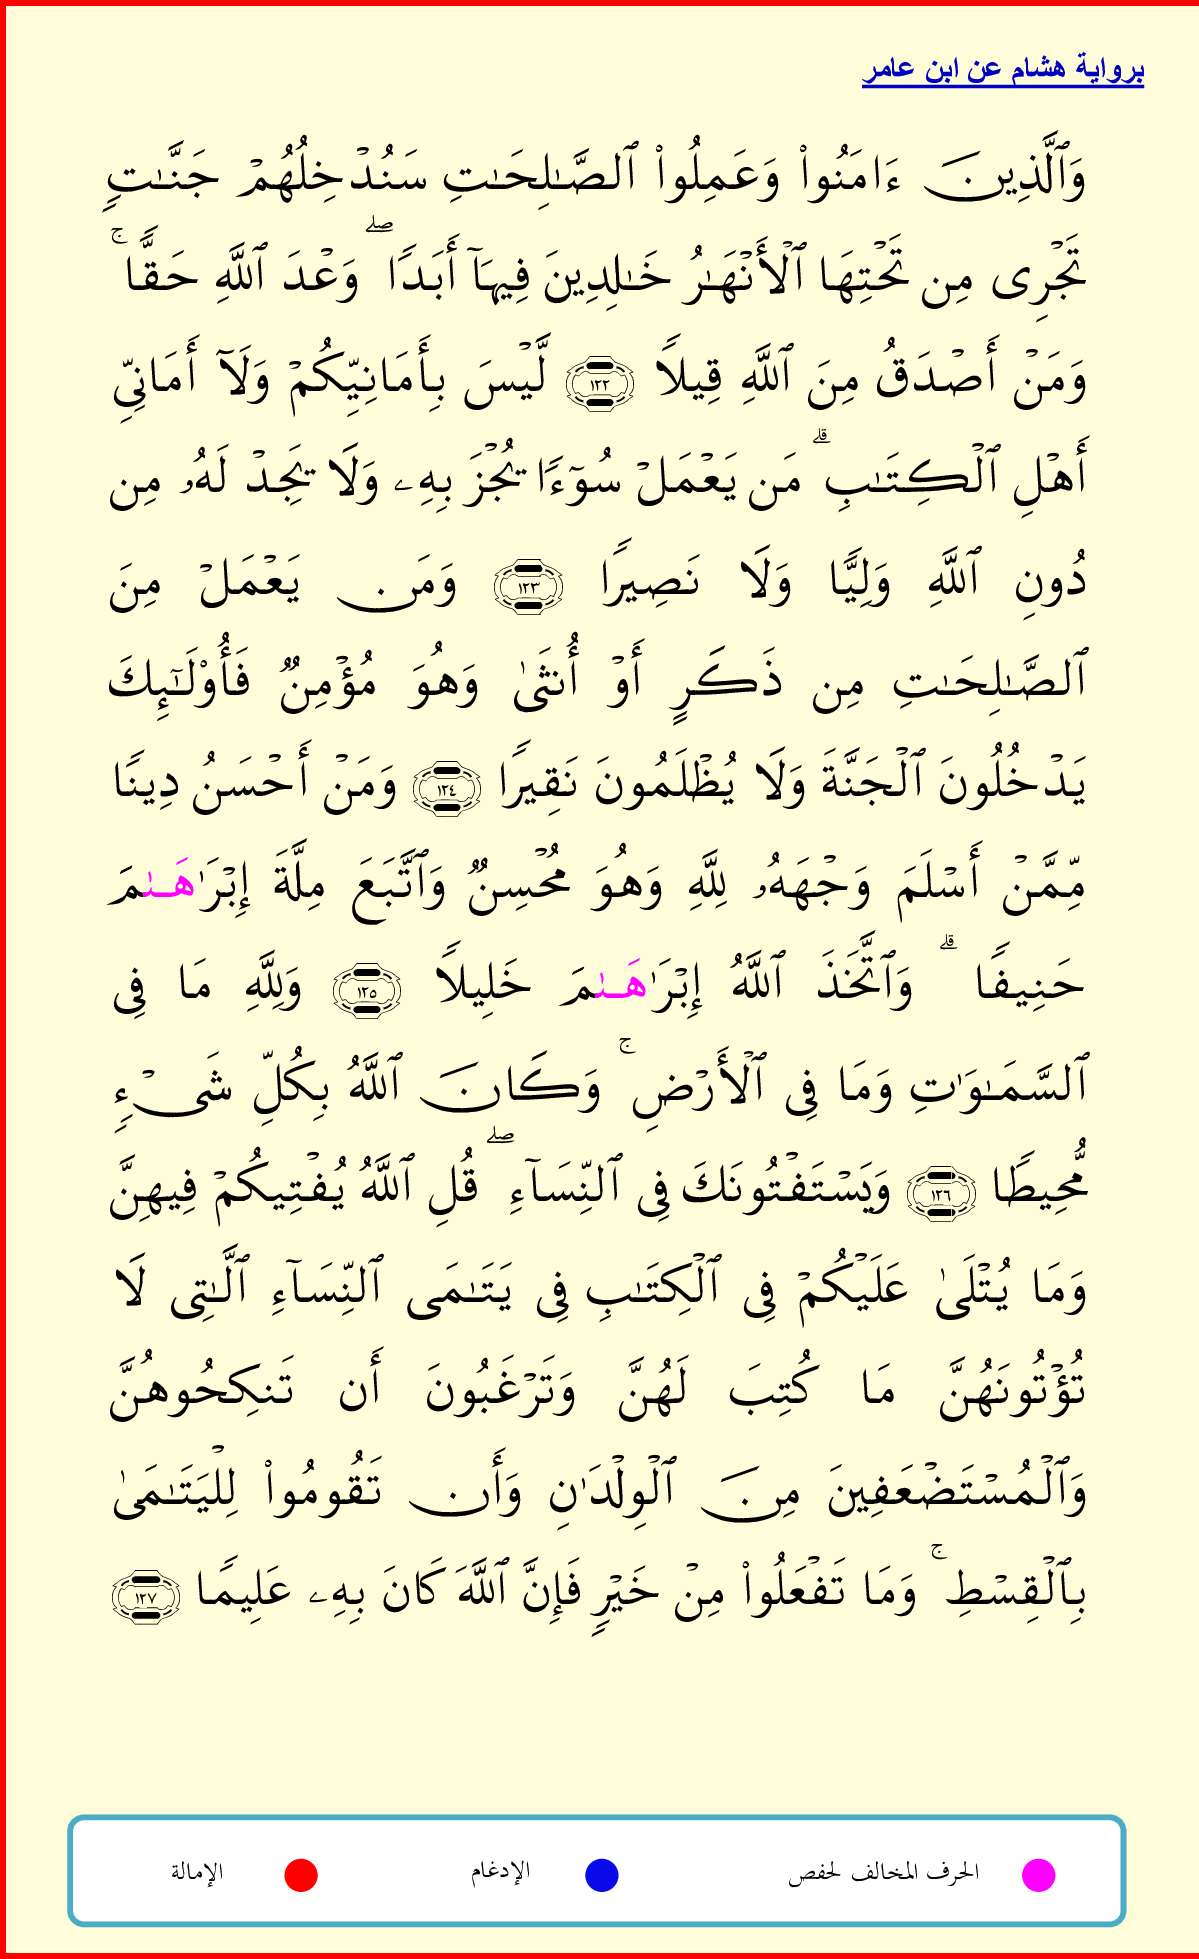 برواية هشام عن ابن عامر
وَٱلَّذِينَ ءَامَنُوا۟ وَعَمِلُوا۟ ٱلصَّـٰلِحَـٰتِ سَنُدْخِلُهُمْ جَنَّـٰتٍ
تَجْرِى مِن تَحْتِهَا ٱلْأَنْهَـٰرُ خَـٰلِدِينَ فِيهَآ أَبَدًا ۖ وَعْدَ ٱللَّهِ حَقًّا ۚ
وَمَنْ أَصْدَقُ مِنَ ٱللَّهِ قِيلًا ١٢٢ لَّيْسَ بِأَمَانِيِّكُمْ وَلَآ أَمَانِىِّ
أَهْلِ ٱلْكِتَـٰبِ ۗ مَن يَعْمَلْ سُوٓءًا يُجْزَ بِهِۦ وَلَا يَجِدْ لَهُۥ مِن
دُونِ ٱللَّهِ وَلِيًّا وَلَا نَصِيرًا ١٢٣ وَمَن يَعْمَلْ مِنَ
ٱلصَّـٰلِحَـٰتِ مِن ذَكَرٍ أَوْ أُنثَىٰ وَهُوَ مُؤْمِنٌ فَأُو۟لَـٰٓئِكَ
يَدْخُلُونَ ٱلْجَنَّةَ وَلَا يُظْلَمُونَ نَقِيرًا ١٢٤ وَمَنْ أَحْسَنُ دِينًا
مِّمَّنْ أَسْلَمَ وَجْهَهُۥ لِلَّهِ وَهُوَ مُحْسِنٌ وَٱتَّبَعَ مِلَّةَ إِبْرَٰهَـٰمَ
حَنِيفًا ۗ وَٱتَّخَذَ ٱللَّهُ إِبْرَٰهَـٰمَ خَلِيلًا ١٢٥ وَلِلَّهِ مَا فِى
ٱلسَّمَـٰوَٰتِ وَمَا فِى ٱلْأَرْضِ ۚ وَكَانَ ٱللَّهُ بِكُلِّ شَىْءٍ
مُّحِيطًا ١٢٦ وَيَسْتَفْتُونَكَ فِى ٱلنِّسَآءِ ۖ قُلِ ٱللَّهُ يُفْتِيكُمْ فِيهِنَّ
وَمَا يُتْلَىٰ عَلَيْكُمْ فِى ٱلْكِتَـٰبِ فِى يَتَـٰمَى ٱلنِّسَآءِ ٱلَّـٰتِى لَا
تُؤْتُونَهُنَّ مَا كُتِبَ لَهُنَّ وَتَرْغَبُونَ أَن تَنكِحُوهُنَّ
وَٱلْمُسْتَضْعَفِينَ مِنَ ٱلْوِلْدَٰنِ وَأَن تَقُومُوا۟ لِلْيَتَـٰمَىٰ
بِٱلْقِسْطِ ۚ وَمَا تَفْعَلُوا۟ مِنْ خَيْرٍ فَإِنَّ ٱللَّهَ كَانَ بِهِۦ عَلِيمًا ١٢٧
الحرف المخالف لحفص الإدغام الإمالة